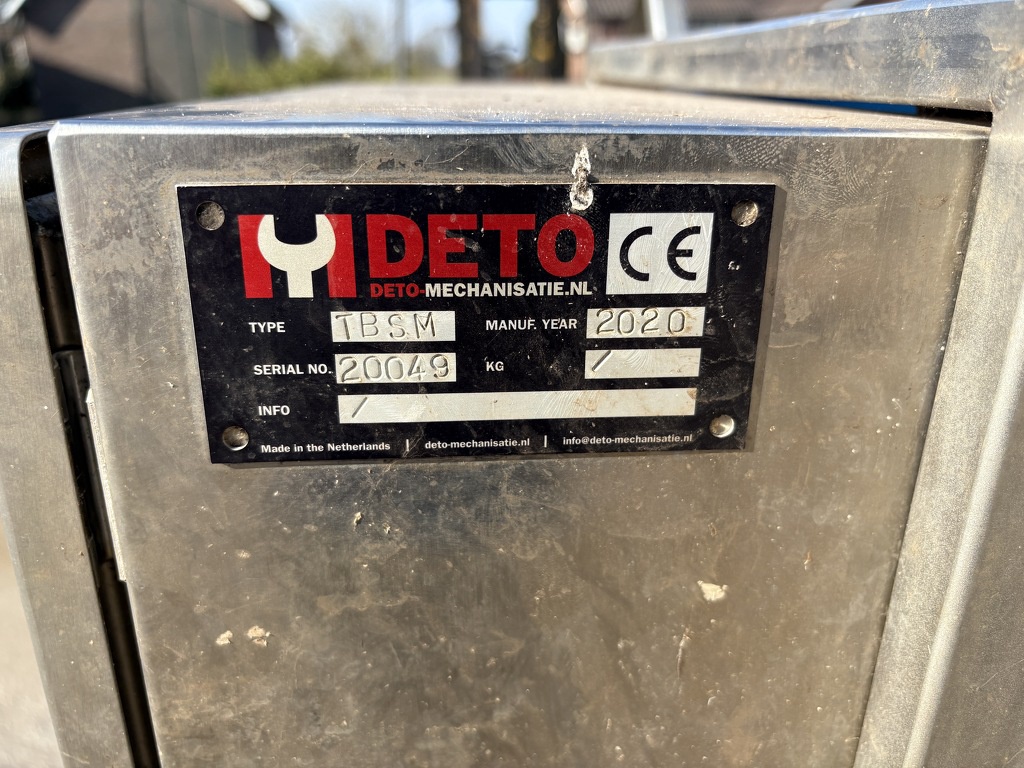 DETO
CE
DETO-MECHANISATIE.NL
TYPE TBSM MANUF. YEAR 2020
SERIAL NO. 20049 KG /
INFO /
Made in the Netherlands | deto-mechanisatie.nl | info@deto-mechanisatie.nl